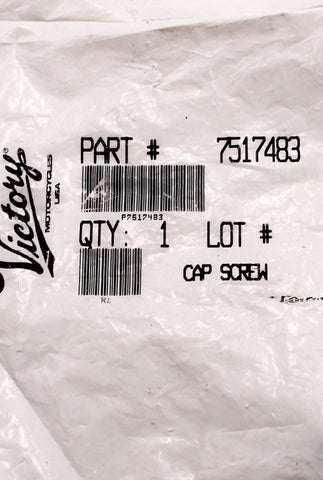 Victory®
MOTORCYCLES
USA
PART # 7517483
P7517483
QTY: 1 LOT #
CAP SCREW